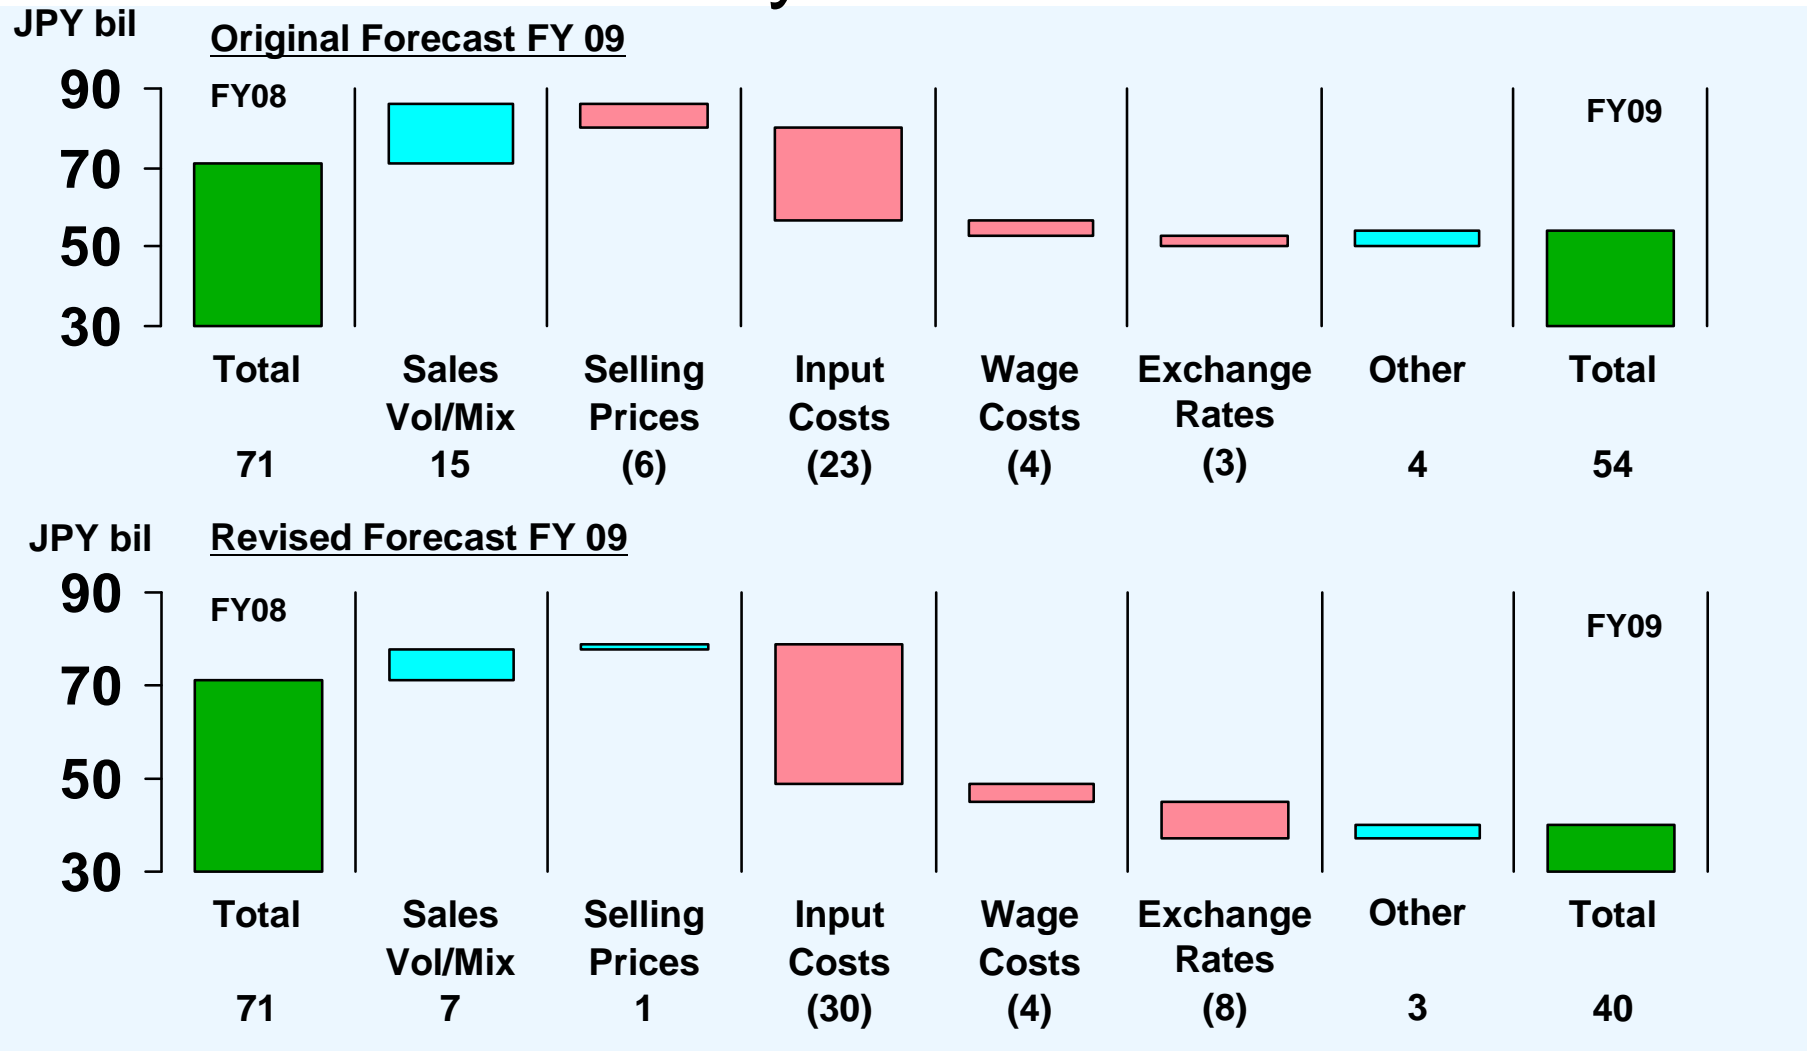 JPY bil
Original Forecast FY 09
90
70
50
30
FY08
FY09
Total Sales Selling Input Wage Exchange Other Total
Vol/Mix Prices Costs Costs Rates
71 15 (6) (23) (4) (3) 4 54
JPY bil
Revised Forecast FY 09
90
70
50
30
FY08
FY09
Total Sales Selling Input Wage Exchange Other Total
Vol/Mix Prices Costs Costs Rates
71 7 1 (30) (4) (8) 3 40